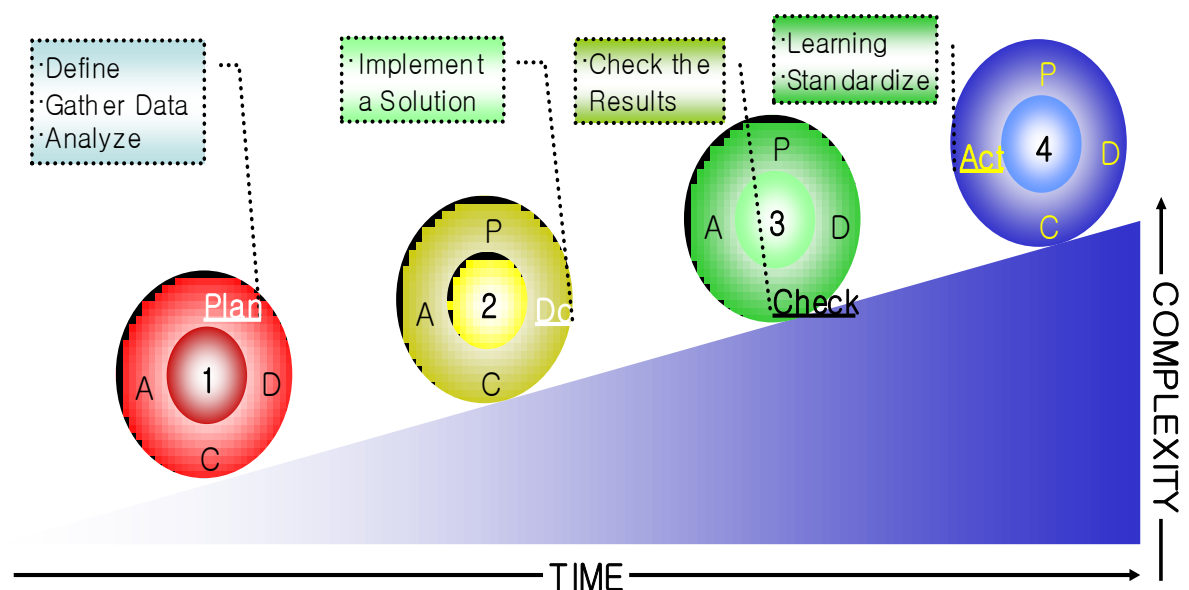 ·Define
·Gather Data
·Analyze
·Implement
a Solution
·Check the
Results
·Learning
·Standardize
Plan
A
1
D
C
P
A
2
Do
C
P
A
3
D
Check
P
Act
4
D
C
COMPLEXITY
TIME